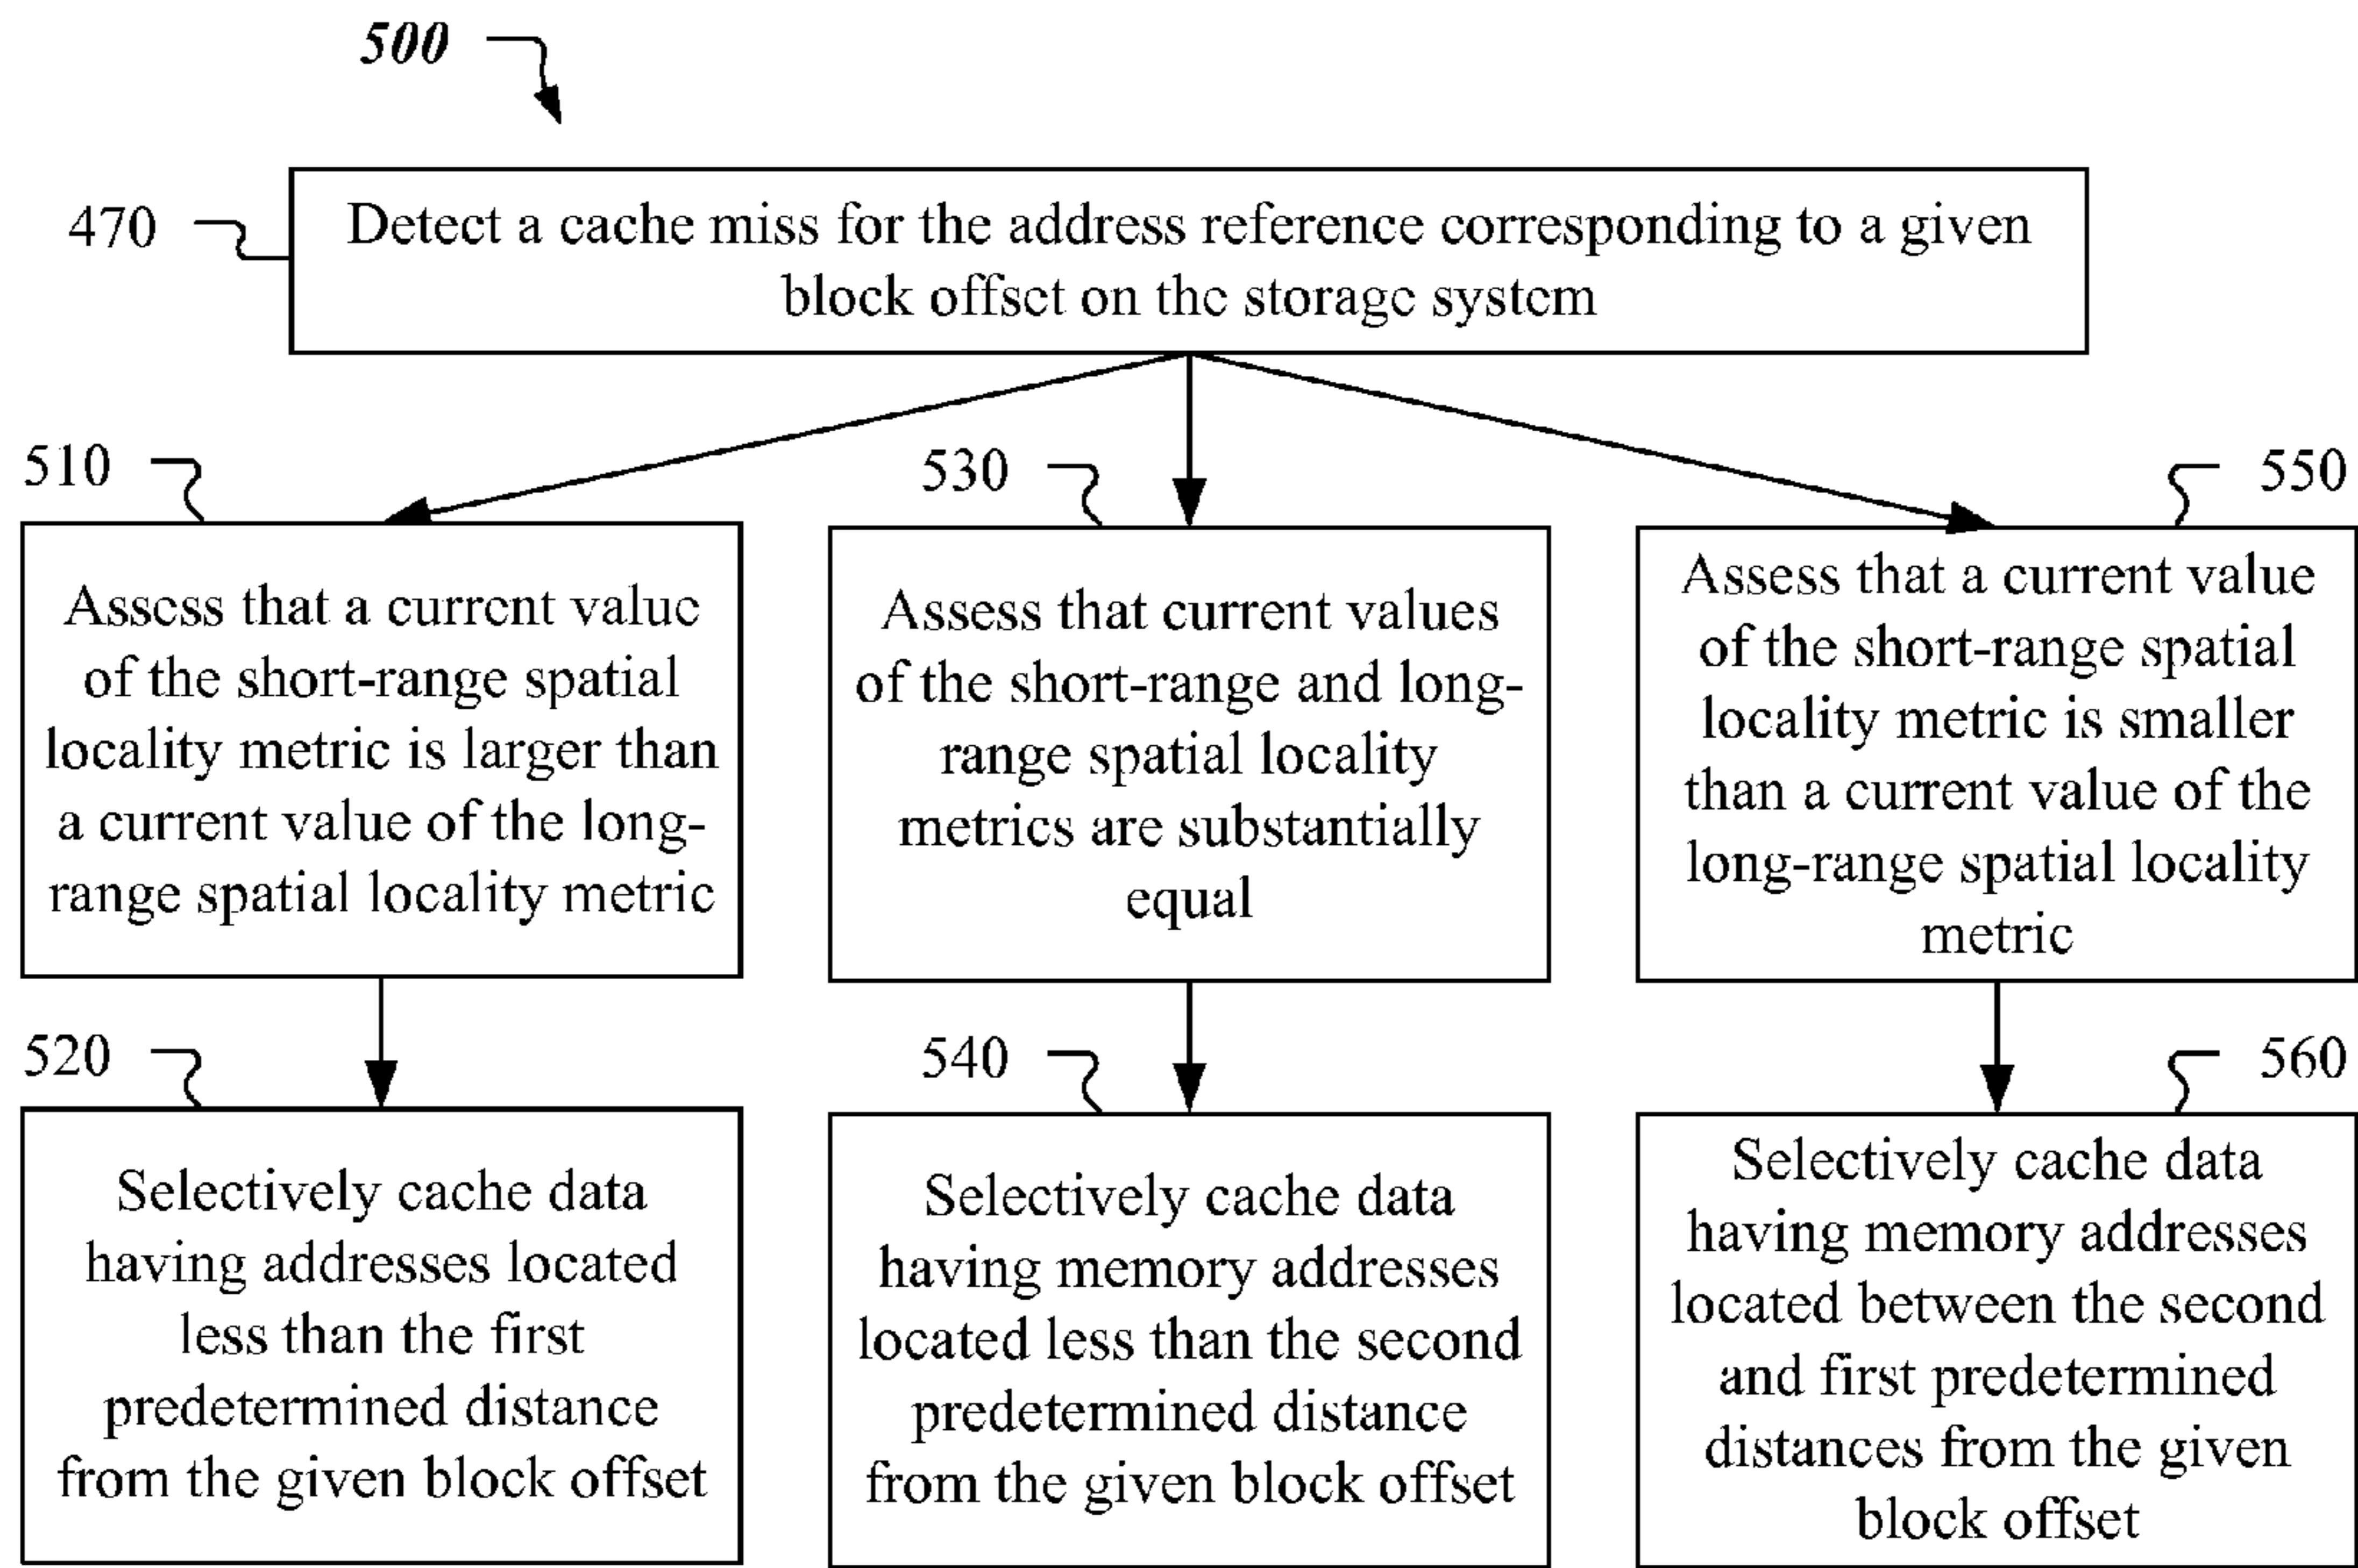 500
470
Detect a cache miss for the address reference corresponding to a given
block offset on the storage system
510
530
550
Assess that a current value
of the short-range spatial
locality metric is larger than
a current value of the long-
range spatial locality metric
Assess that current values
of the short-range and long-
range spatial locality
metrics are substantially
equal
Assess that a current value
of the short-range spatial
locality metric is smaller
than a current value of the
long-range spatial locality
metric
520
540
560
Selectively cache data
having addresses located
less than the first
predetermined distance
from the given block offset
Selectively cache data
having memory addresses
located less than the second
predetermined distance
from the given block offset
Selectively cache data
having memory addresses
located between the second
and first predetermined
distances from the given
block offset